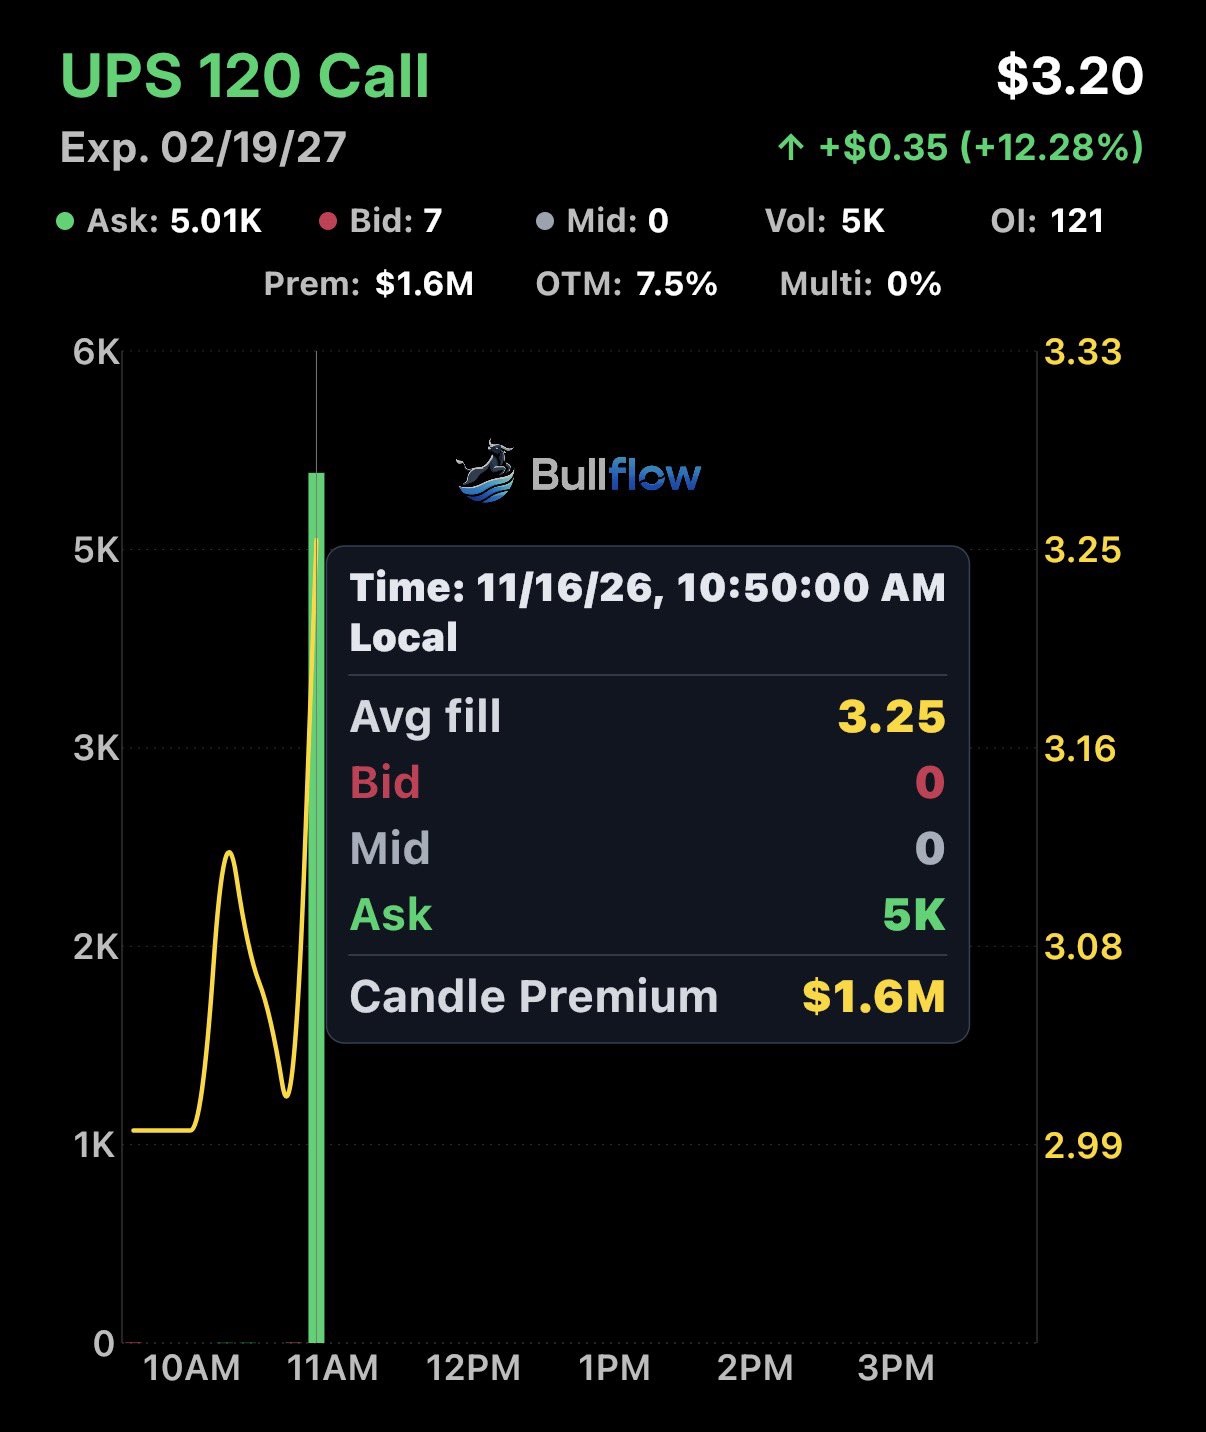 UPS 120 Call
$3.20
Exp. 02/19/27
↑ +$0.35 (+12.28%)
Ask: 5.01K Bid: 7 Mid: 0 Vol: 5K OI: 121
Prem: $1.6M OTM: 7.5% Multi: 0%
6K
3.33
Bullflow
5K
3.25
Time: 11/16/26, 10:50:00 AM
Local
Avg fill 3.25
3K
3.16
Bid 0
Mid 0
Ask 5K
2K
3.08
Candle Premium $1.6M
1K
2.99
0
10AM 11AM 12PM 1PM 2PM 3PM